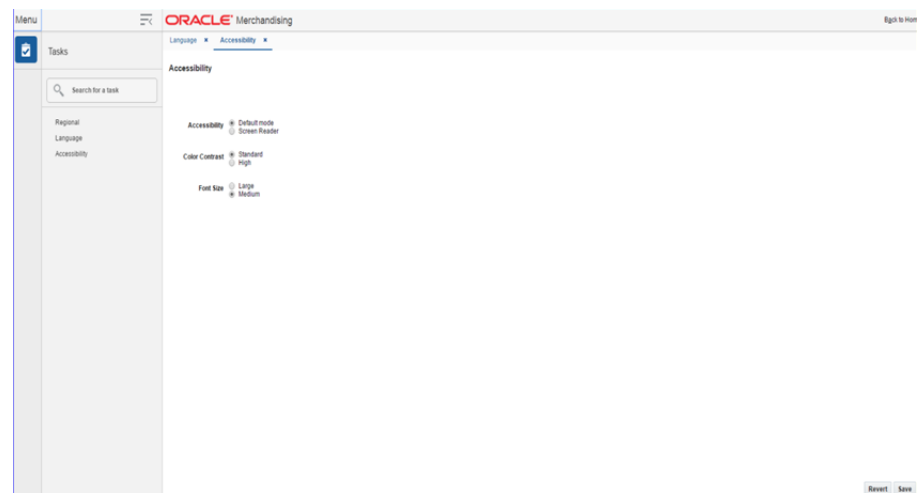 Menu
ORACLE® Merchandising
Back to Hom
Tasks
Language ×
Accessibility ×
Accessibility
Search for a task
Regional
Language
Accessibility
Accessibility
Default mode
Screen Reader
Color Contrast
Standard
High
Font Size
Large
Medium
Revert
Save